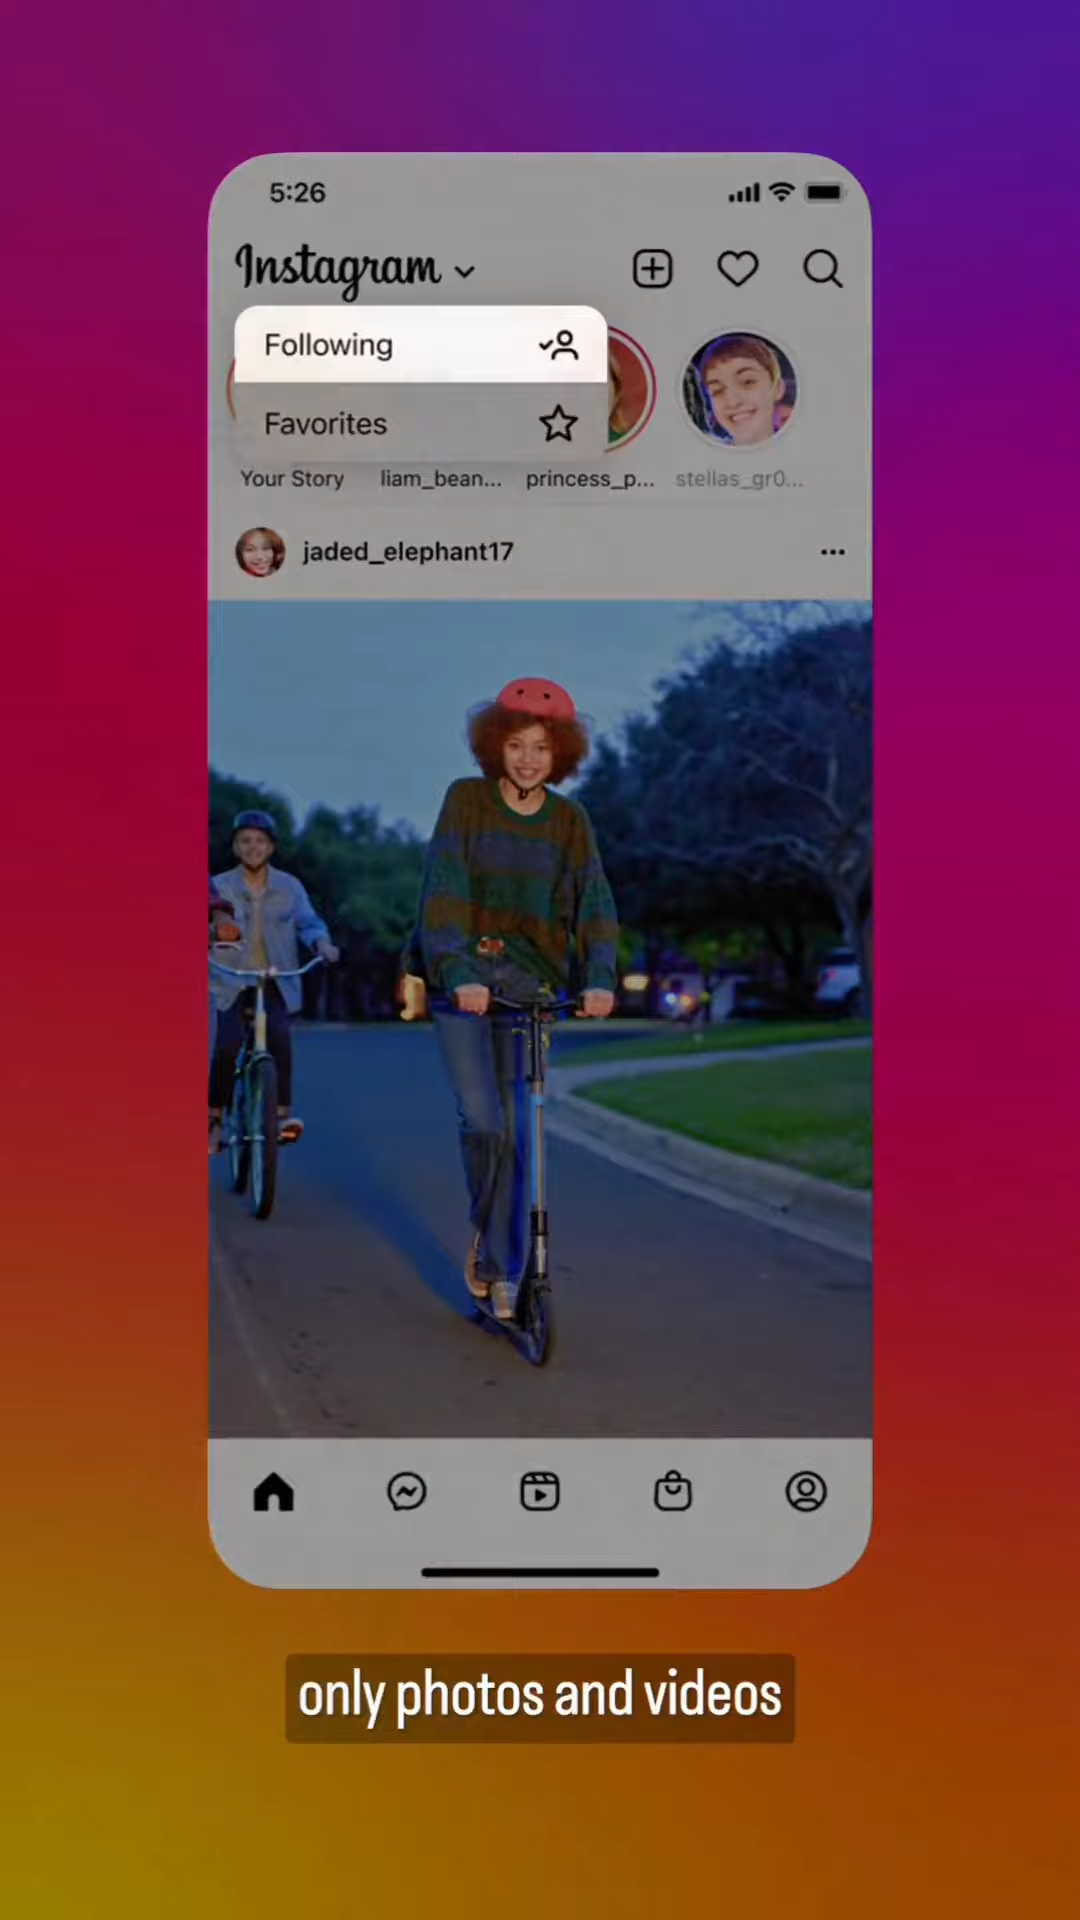 5:26
Instagram
Following
Favorites
Your Story liam_bean... princess_p... stellas_gr0...
jaded_elephant17
only photos and videos